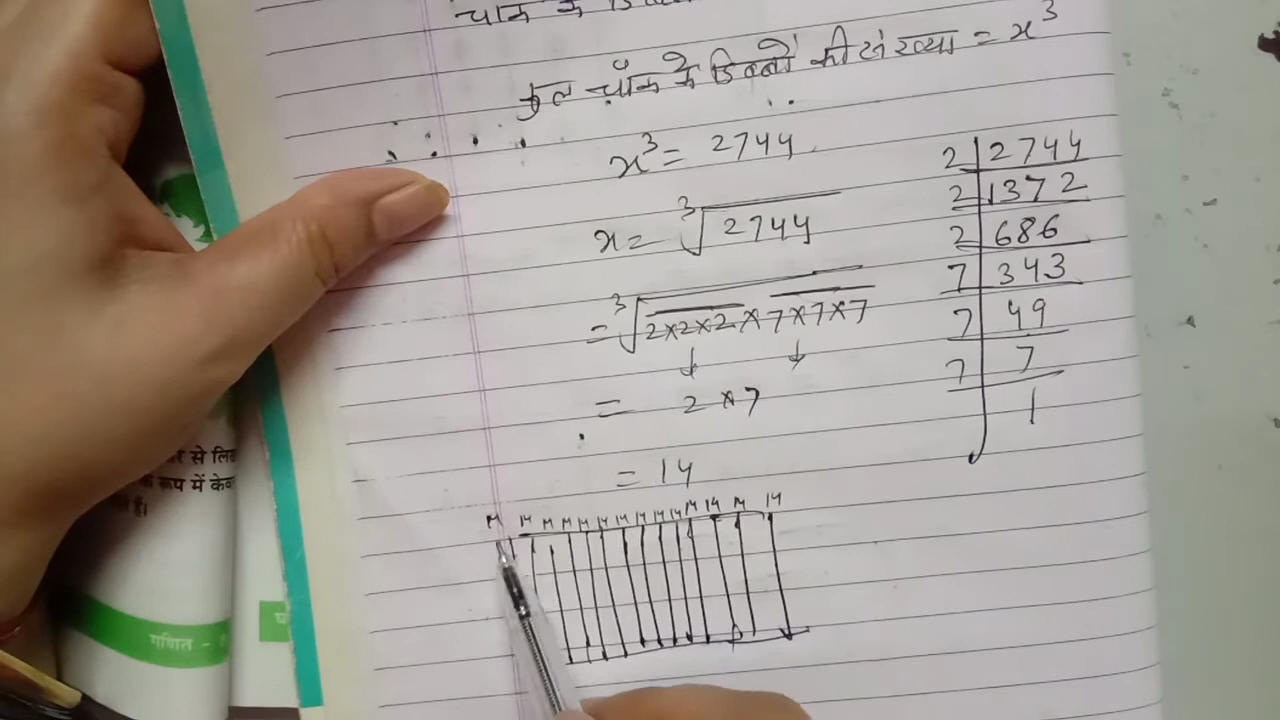 चाक के
कुल चाँक के डिब्बों की संख्या = x³
x³ = 2744
x = ∛2744
= ∛2×2×2×7×7×7
= 2×7
= 14
14 14 14 14 14 14 14 14 14 14 14 14 14 14
2 | 2744
2 | 1372
2 | 686
7 | 343
7 | 49
7 | 7
1
से लि
रूप में केव
हैं।
गणित -